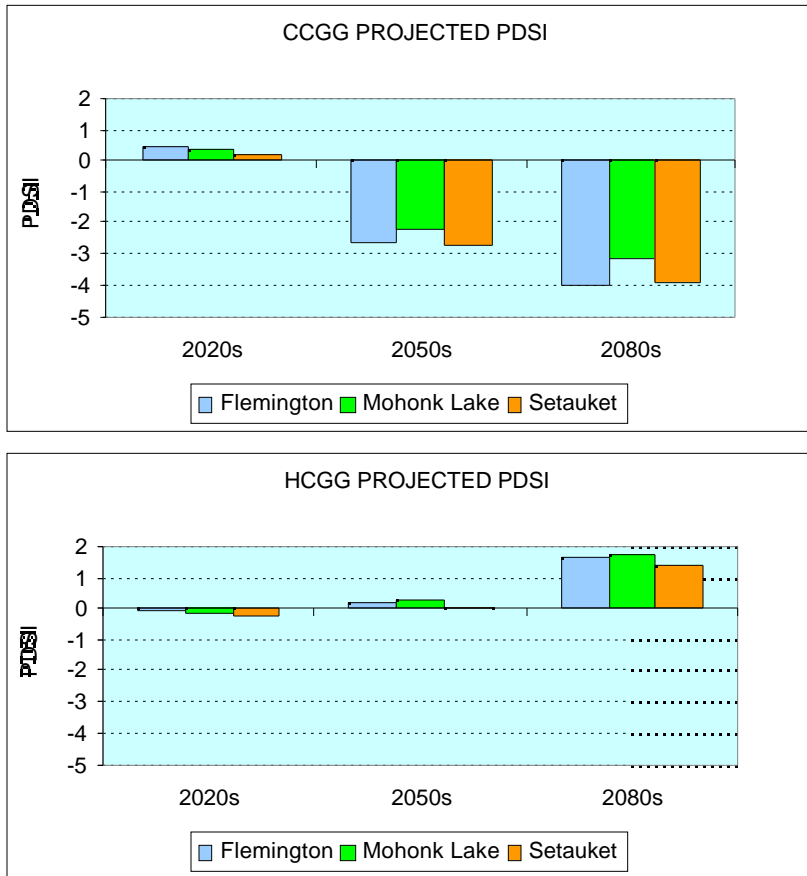 CCGG PROJECTED PDSI
2
1
0
-1
-2
-3
-4
-5
PDSI
2020s
2050s
2080s
Flemington
Mohonk Lake
Setauket
HCGG PROJECTED PDSI
2
1
0
-1
-2
-3
-4
-5
PDSI
2020s
2050s
2080s
Flemington
Mohonk Lake
Setauket